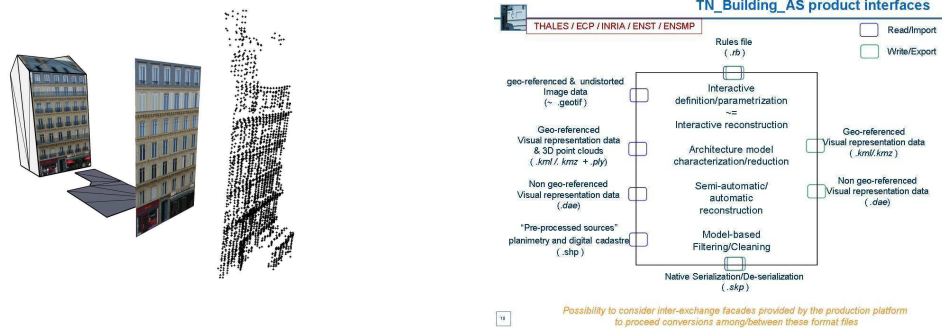 TN_Building_AS product interfaces
THALES / ECP / INRIA / ENST / ENSMP
Read/Import
Write/Export
Rules file
( .rb )
geo-referenced & undistorted
Image data
(~ .geotif )
Geo-referenced
Visual representation data
& 3D point clouds
( .kml /. kmz + .ply)
Non geo-referenced
Visual representation data
(.dae)
"Pre-processed sources"
planimetry and digital cadastre
( .shp )
Interactive
definition/parametrization
~=
Interactive reconstruction
Architecture model
characterization/reduction
Semi-automatic/
automatic
reconstruction
Model-based
Filtering/Cleaning
Geo-referenced
Visual representation data
( .kml/.kmz )
Non geo-referenced
Visual representation data
( .dae)
Native Serialization/De-serialization
( .skp )
Possibility to consider inter-exchange facades provided by the production platform
to proceed conversions among/between these format files